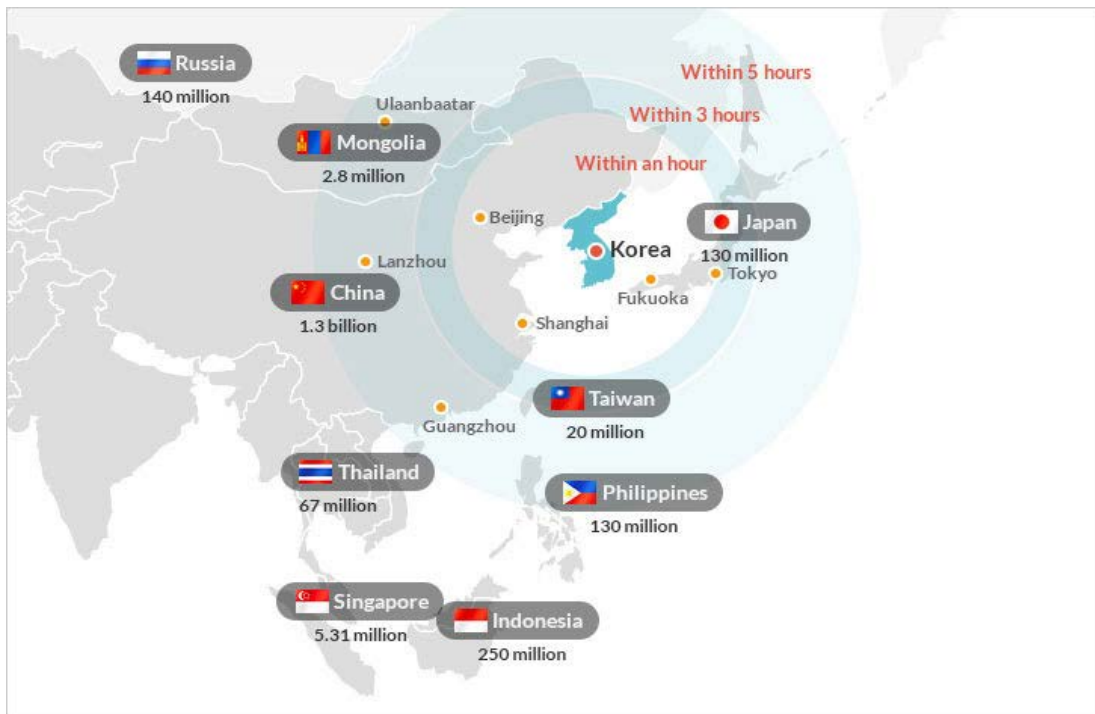 Russia
140 million
Within 5 hours
Ulaanbaatar
Within 3 hours
Mongolia
2.8 million
Within an hour
Beijing
Japan
130 million
Korea
Lanzhou
Tokyo
China
1.3 billion
Fukuoka
Shanghai
Taiwan
20 million
Guangzhou
Thailand
67 million
Philippines
130 million
Singapore
5.31 million
Indonesia
250 million